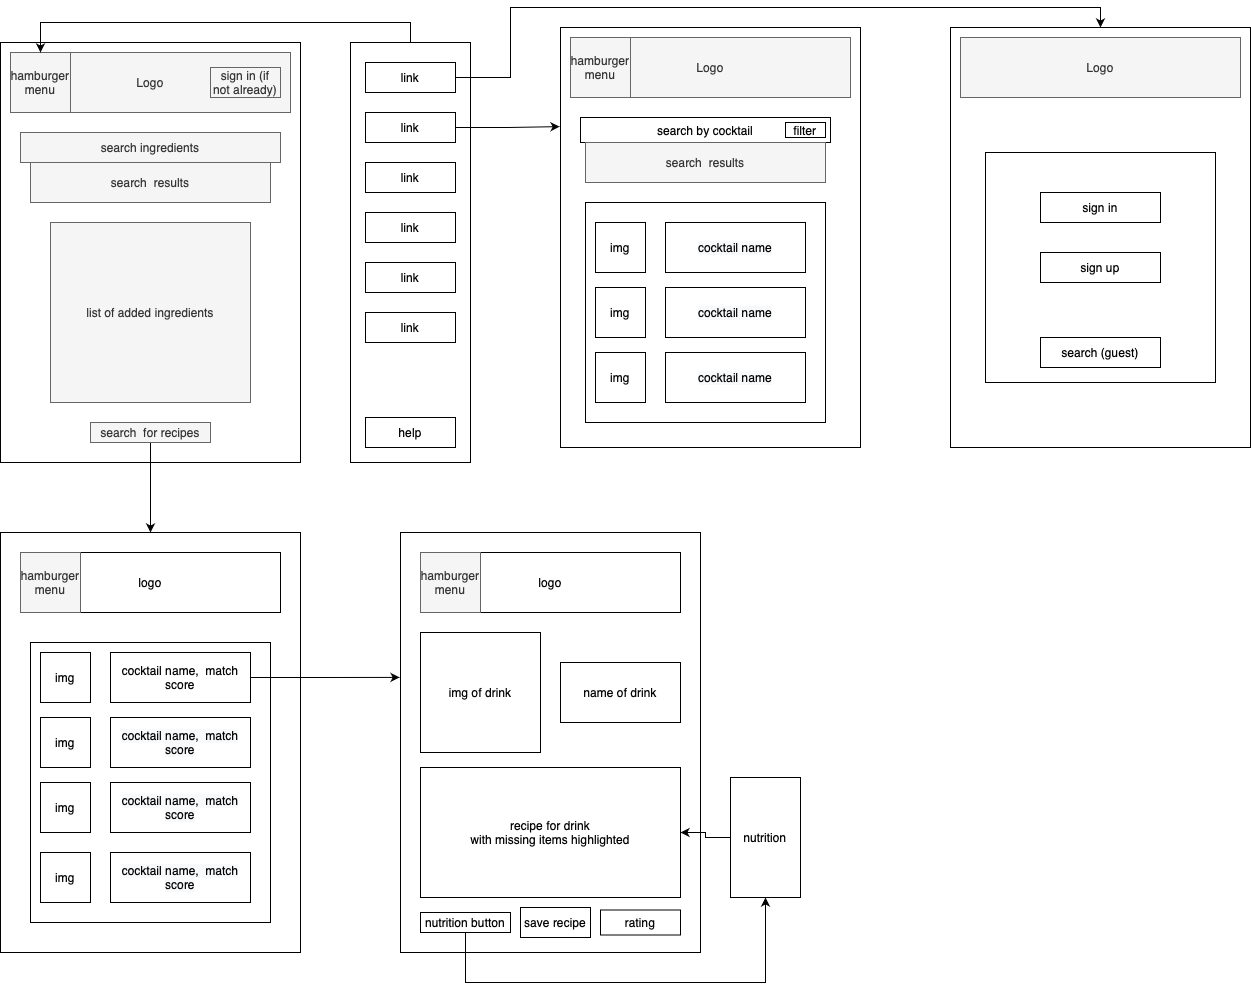 hamburger
menu
Logo
sign in (if
not already)
search ingredients
search  results
list of added ingredients
search  for recipes
link
link
link
link
link
link
help
hamburger
menu
Logo
search by cocktail
filter
search  results
img
cocktail name
img
cocktail name
img
cocktail name
Logo
sign in
sign up
search (guest)
hamburger
menu
logo
img
cocktail name,  match
score
img
cocktail name,  match
score
img
cocktail name,  match
score
img
cocktail name,  match
score
hamburger
menu
logo
img of drink
name of drink
recipe for drink
with missing items highlighted
nutrition button
save recipe
rating
nutrition